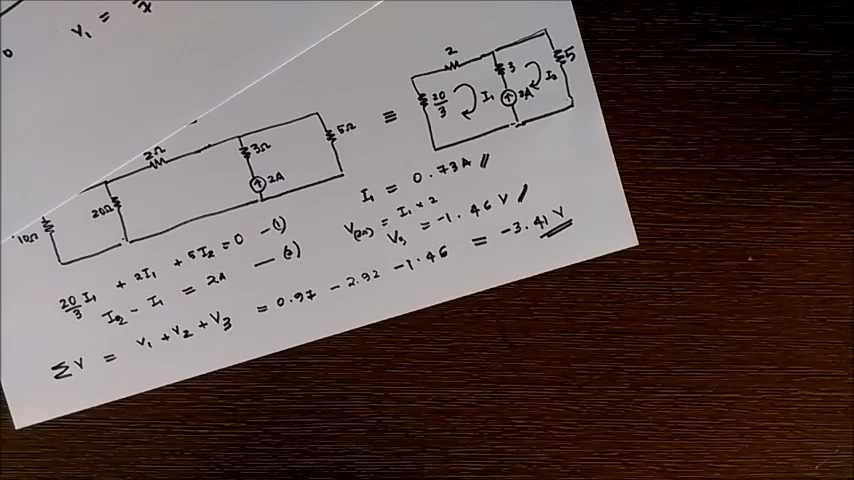 V₁ =
7
2Ω
3Ω
5Ω
10Ω
20Ω
2A
≡
2
20/3
I₁
3
2A
I₂
5
20/3 I₁ + 2I₁ + 5I₂ = 0 —(1)
I₂ - I₁ = 2A —(2)
I₁ = 0.73A //
V(2Ω) = I₁ × 2
V₃ = -1.46 V /
ΣV = V₁ + V₂ + V₃ = 0.97 - 2.92 - 1.46 = -3.41 V